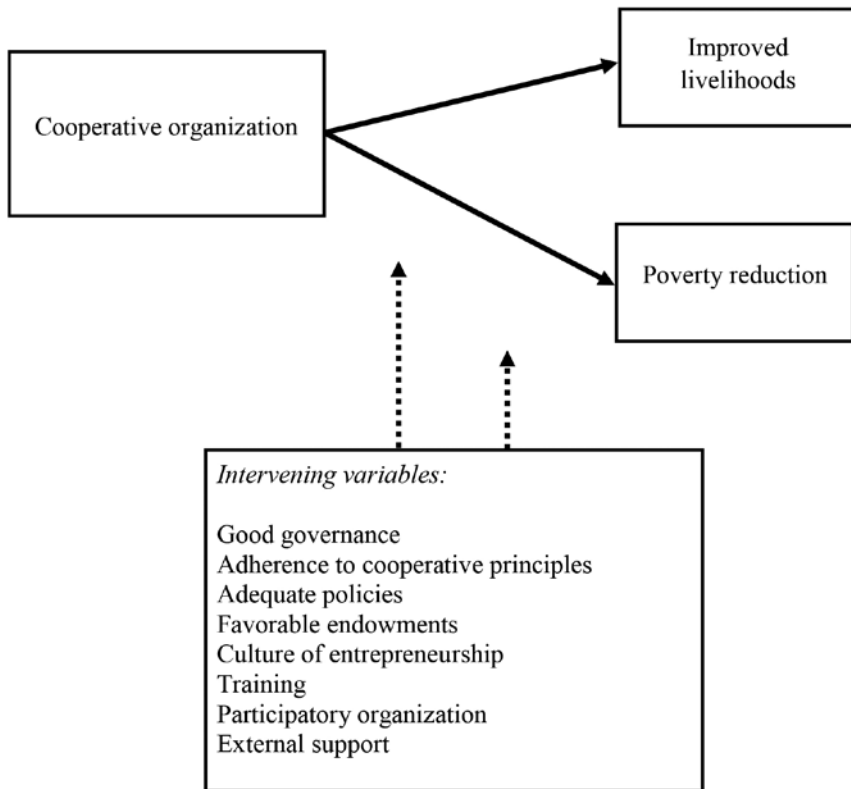 Improved
livelihoods
Cooperative organization
Poverty reduction
Intervening variables:
Good governance
Adherence to cooperative principles
Adequate policies
Favorable endowments
Culture of entrepreneurship
Training
Participatory organization
External support